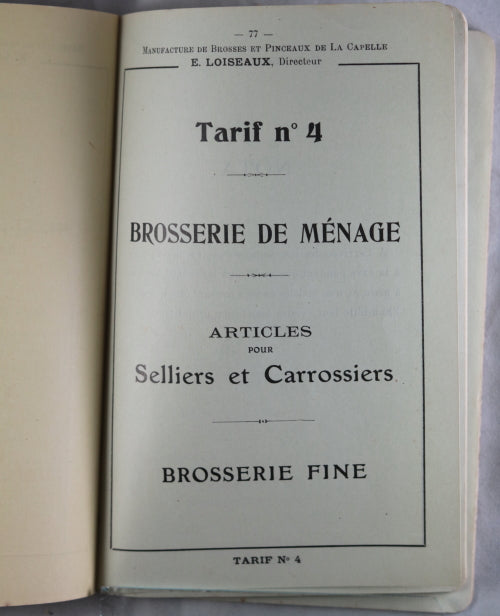 — 77 —
Manufacture de Brosses et Pinceaux de La Capelle
E. LOISEAUX, Directeur
Tarif n° 4
BROSSERIE DE MÉNAGE
ARTICLES
POUR
Selliers et Carrossiers
BROSSERIE FINE
TARIF N° 4